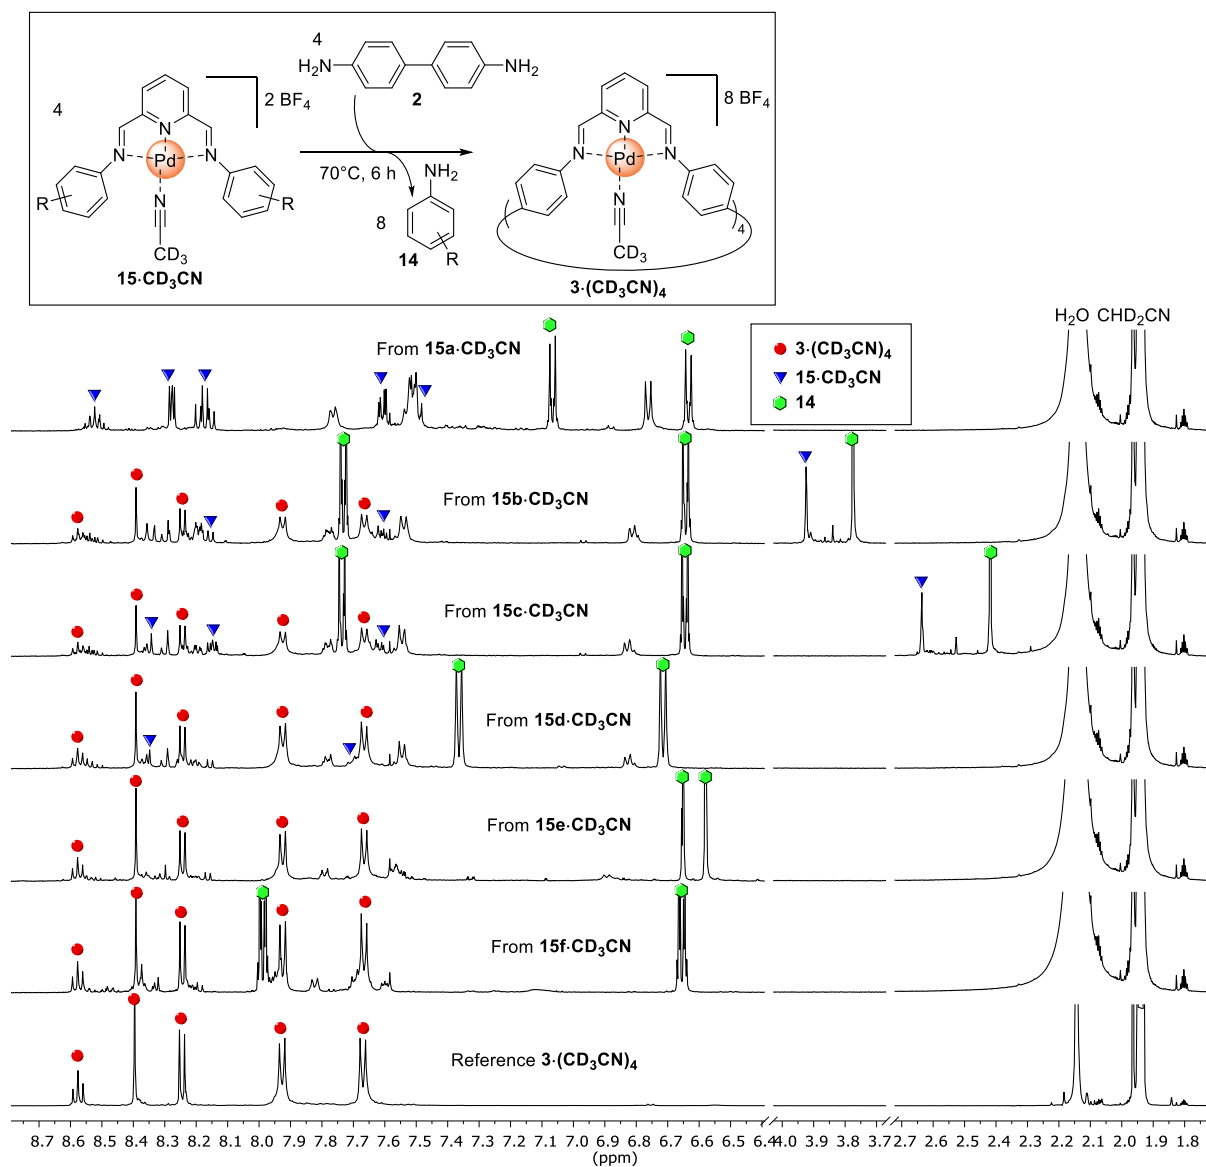 4
H₂N
NH₂
2
4
2 BF₄
N
N
Pd
N
R
R
N
CD₃
15·CD₃CN
70°C, 6 h
NH₂
8
14
R
8 BF₄
N
N
Pd
N
4
N
CD₃
3·(CD₃CN)₄
H₂O CHD₂CN
From 15a·CD₃CN
3·(CD₃CN)₄
15·CD₃CN
14
From 15b·CD₃CN
From 15c·CD₃CN
From 15d·CD₃CN
From 15e·CD₃CN
From 15f·CD₃CN
Reference 3·(CD₃CN)₄
8.7 8.6 8.5 8.4 8.3 8.2 8.1 8.0 7.9 7.8 7.7 7.6 7.5 7.4 7.3 7.2 7.1 7.0 6.9 6.8 6.7 6.6 6.5 6.4 4.0 3.9 3.8 3.7 2.7 2.6 2.5 2.4 2.3 2.2 2.1 2.0 1.9 1.8
(ppm)